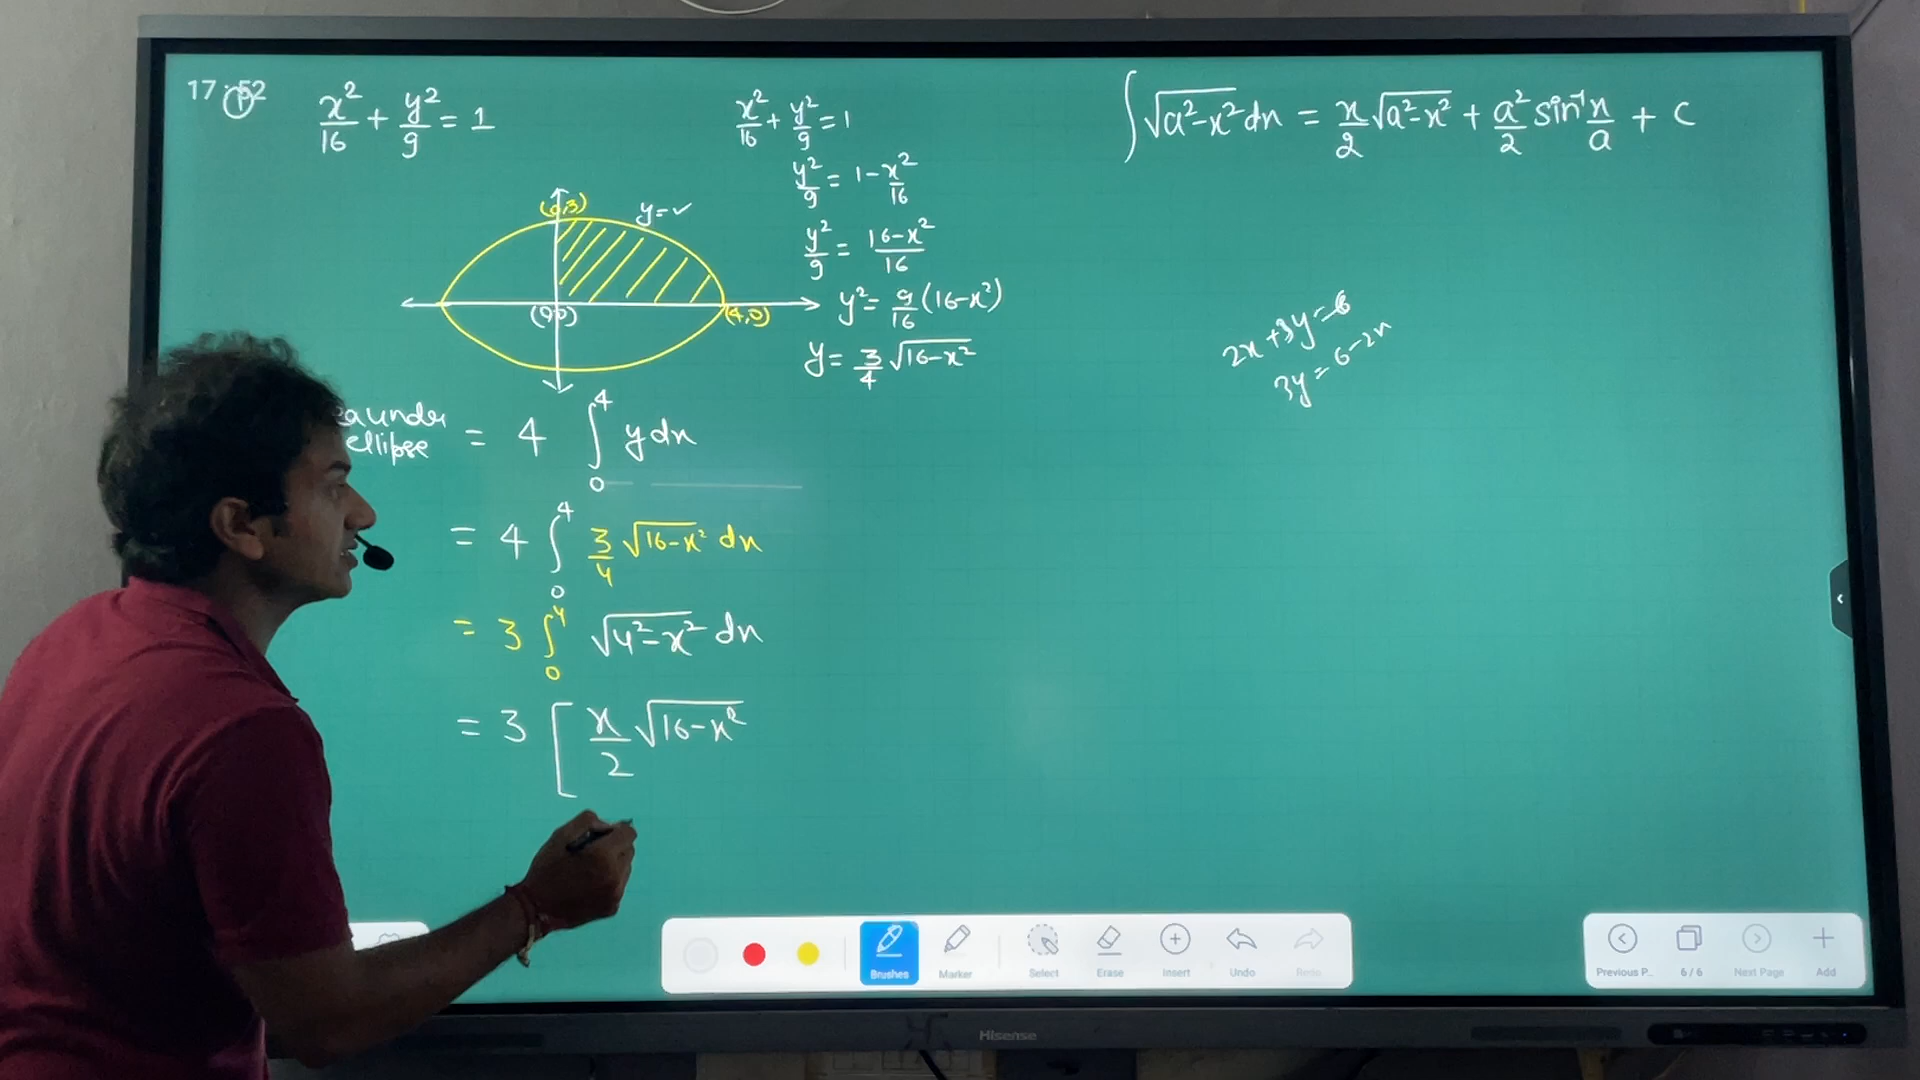 17:52
①
x²/16 + y²/9 = 1
(0,3)
y=✓
(0,0)
(4,0)
x²/16 + y²/9 = 1
y²/9 = 1 - x²/16
y²/9 = 16-x²/16
y² = 9/16 (16-x²)
y = 3/4 √16-x²
∫√a²-x² dx = x/2 √a²-x² + a²/2 sin⁻¹ x/a + C
2x+3y=6
3y = 6-2x
under ellipse = 4 ∫₀⁴ y dx
= 4 ∫₀⁴ 3/4 √16-x² dx
= 3 ∫₀⁴ √4²-x² dx
= 3 [ x/2 √16-x²
Brushes
Marker
Select
Erase
Insert
Undo
Redo
Previous P...
6/6
Next Page
Add
Hisense